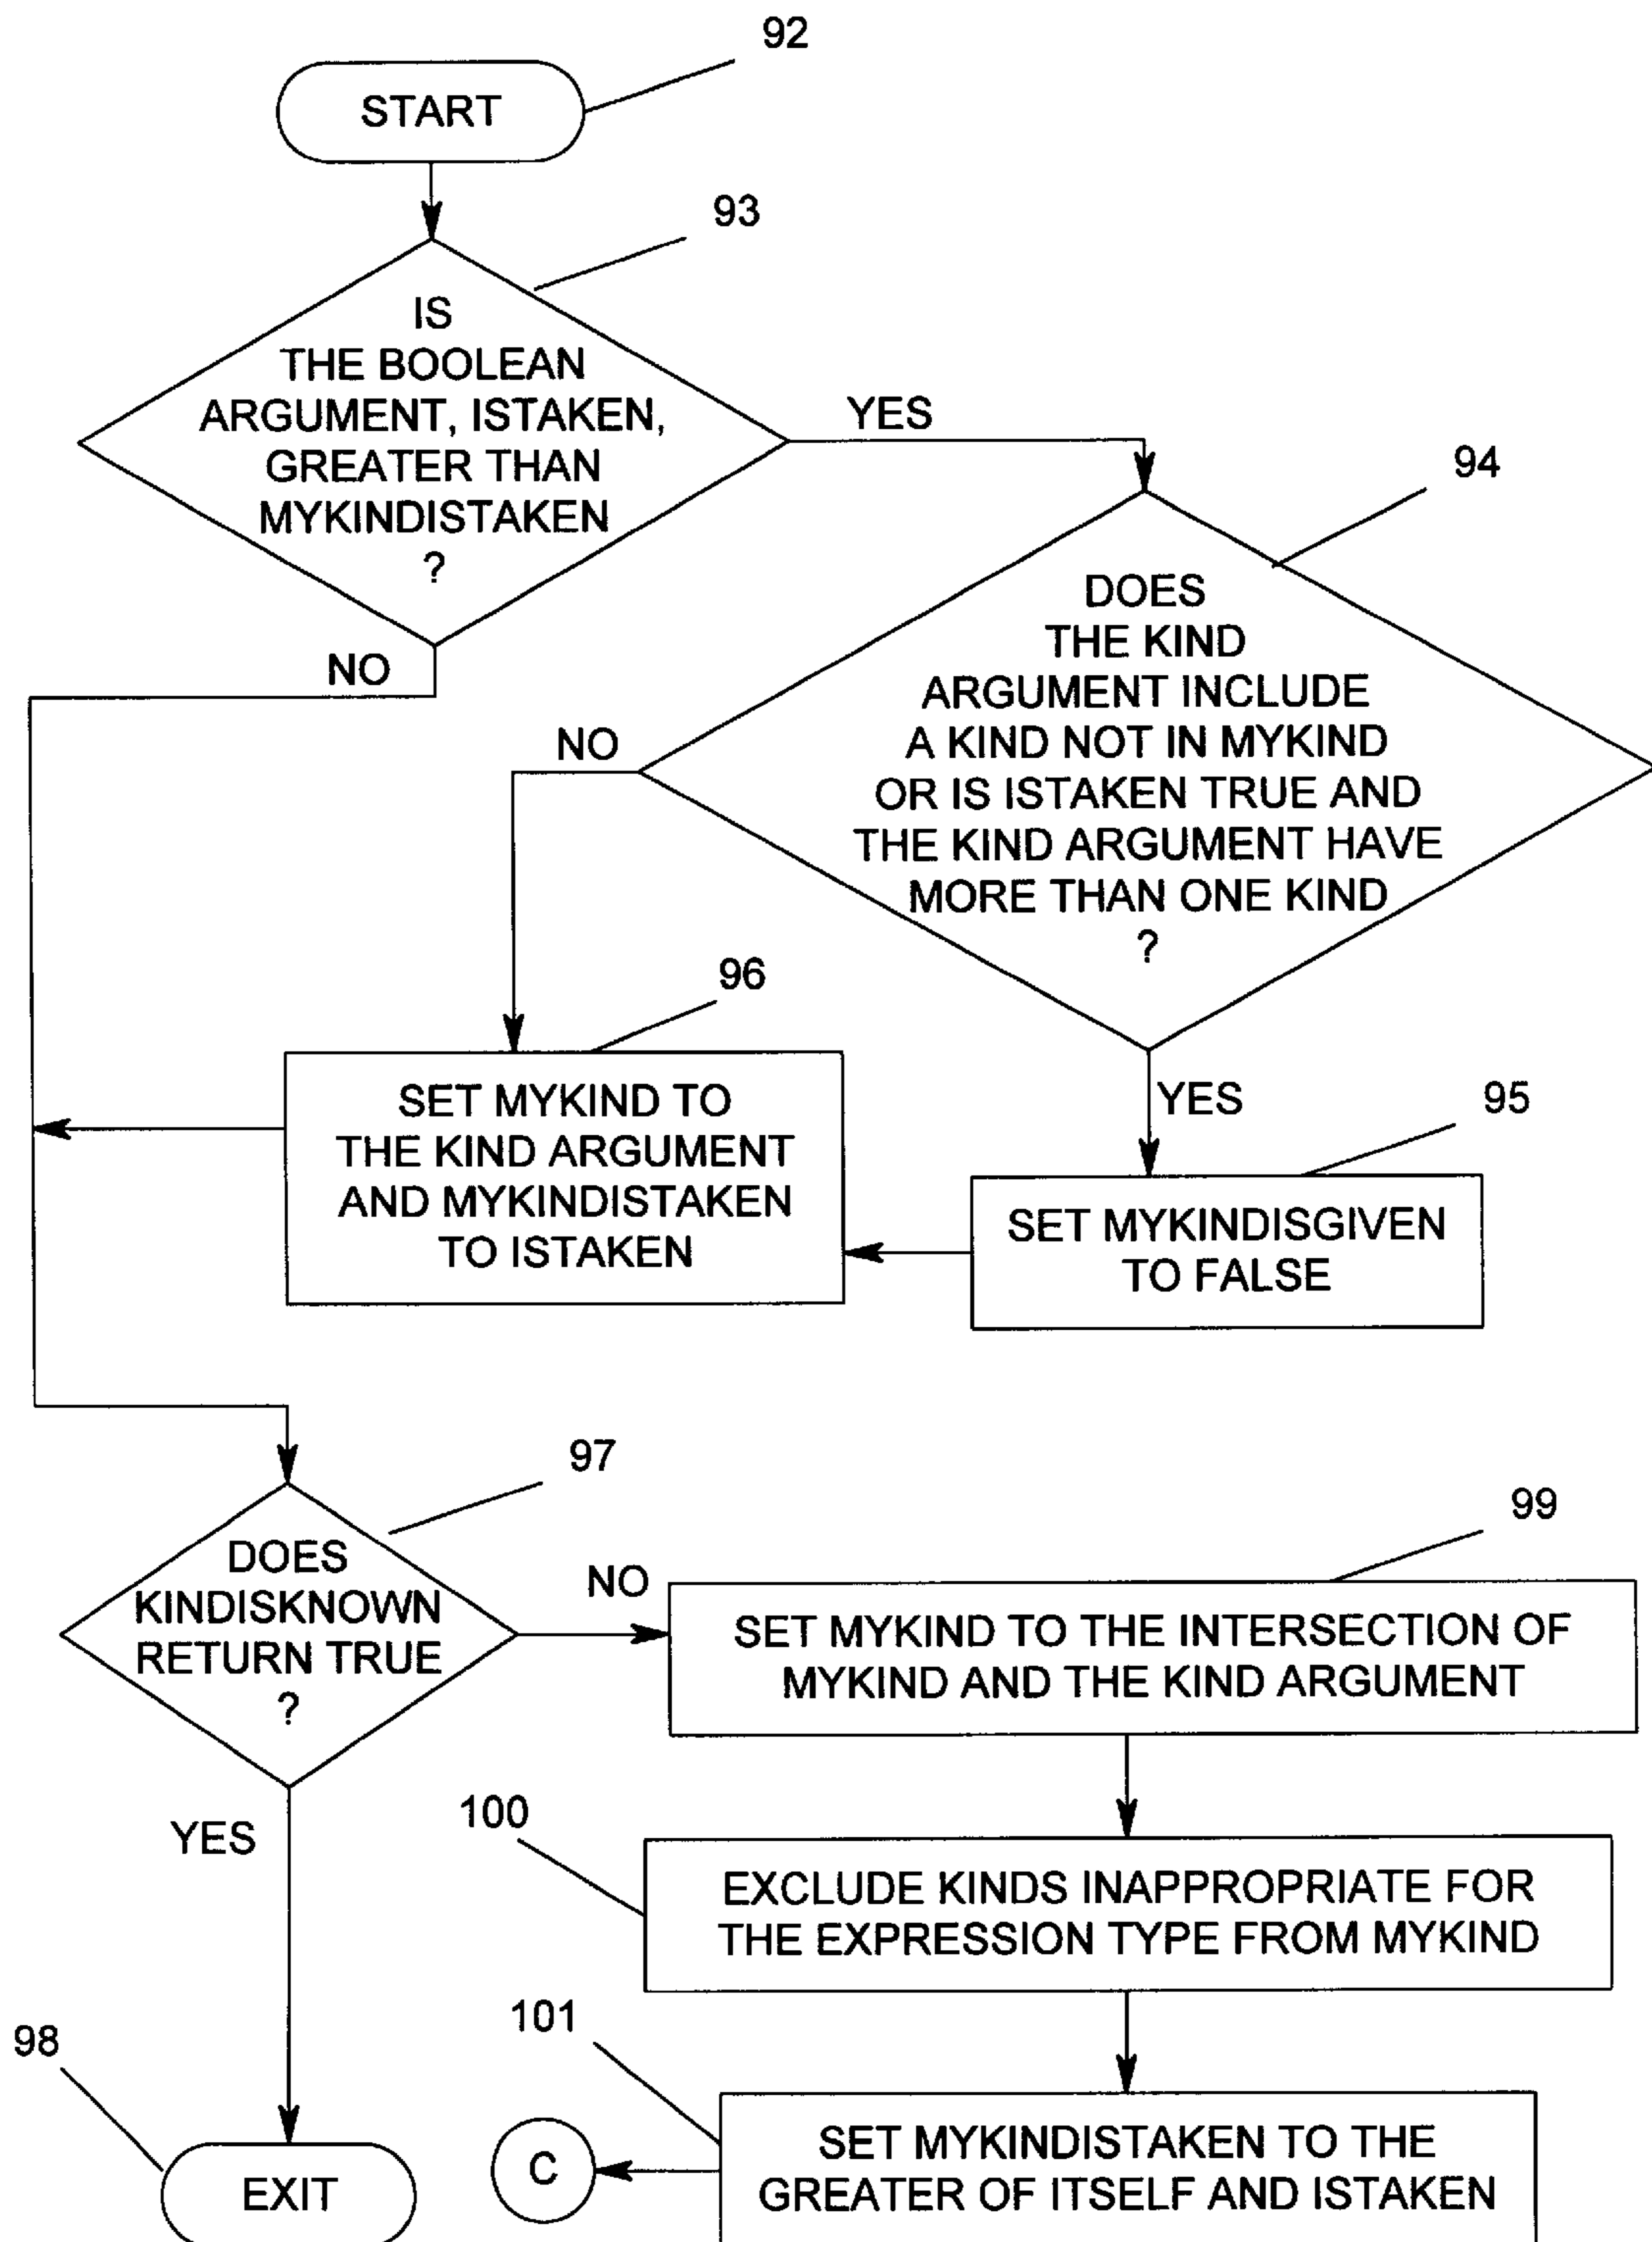 92
START
93
IS
THE BOOLEAN
ARGUMENT, ISTAKEN,
GREATER THAN
MYKINDISTAKEN
?
YES
NO
94
DOES
THE KIND
ARGUMENT INCLUDE
A KIND NOT IN MYKIND
OR IS ISTAKEN TRUE AND
THE KIND ARGUMENT HAVE
MORE THAN ONE KIND
?
NO
YES
96
SET MYKIND TO
THE KIND ARGUMENT
AND MYKINDISTAKEN
TO ISTAKEN
95
SET MYKINDISGIVEN
TO FALSE
97
DOES
KINDISKNOWN
RETURN TRUE
?
NO
YES
99
SET MYKIND TO THE INTERSECTION OF
MYKIND AND THE KIND ARGUMENT
100
EXCLUDE KINDS INAPPROPRIATE FOR
THE EXPRESSION TYPE FROM MYKIND
101
SET MYKINDISTAKEN TO THE
GREATER OF ITSELF AND ISTAKEN
C
98
EXIT